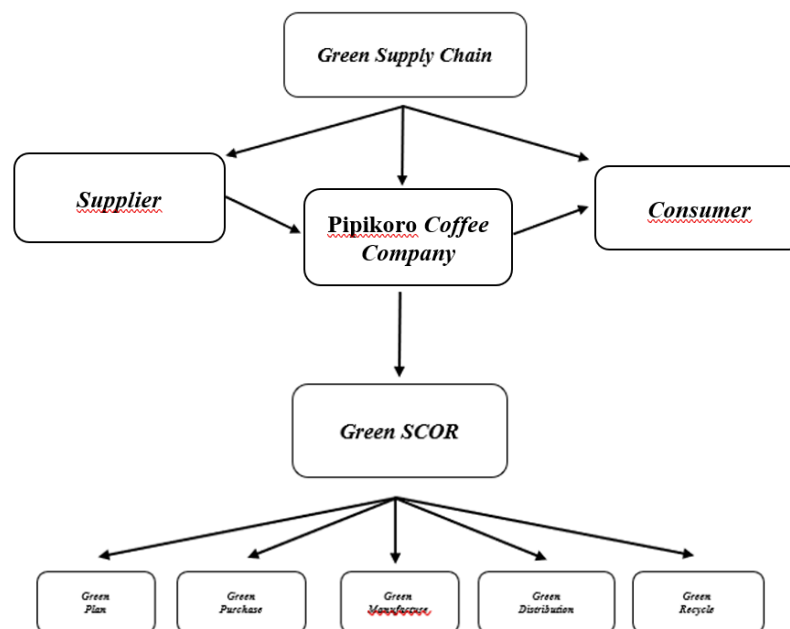 Green Supply Chain
Supplier
Pipikoro Coffee
Company
Consumer
Green SCOR
Green
Plan
Green
Purchase
Green
Manufacture
Green
Distribution
Green
Recycle